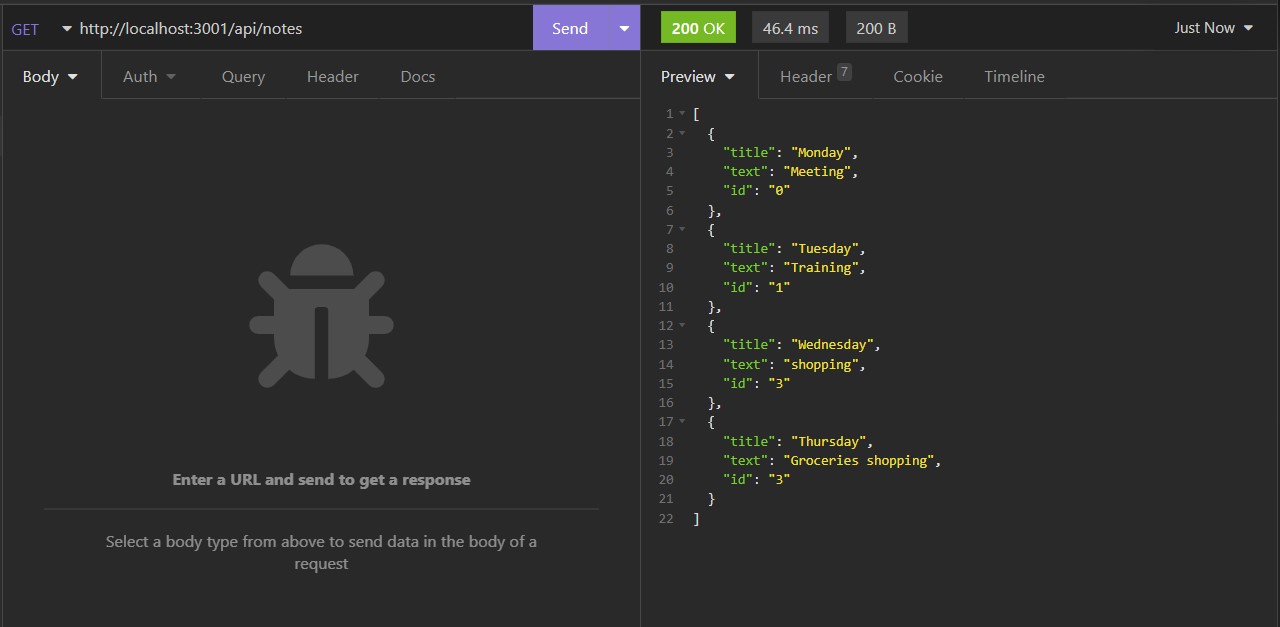 GET http://localhost:3001/api/notes Send 200 OK 46.4 ms 200 B Just Now
Body Auth Query Header Docs
Enter a URL and send to get a response
Select a body type from above to send data in the body of a
request
Preview Header 7 Cookie Timeline
1 [
2 {
3 "title": "Monday",
4 "text": "Meeting",
5 "id": "0"
6 },
7 {
8 "title": "Tuesday",
9 "text": "Training",
10 "id": "1"
11 },
12 {
13 "title": "Wednesday",
14 "text": "shopping",
15 "id": "3"
16 },
17 {
18 "title": "Thursday",
19 "text": "Groceries shopping",
20 "id": "3"
21 }
22 ]